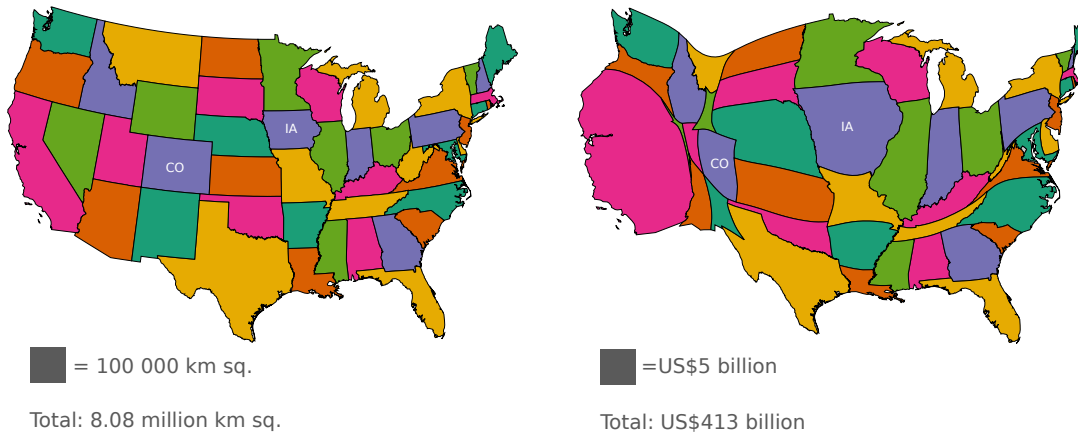 IA
CO
IA
CO
= 100 000 km sq.
=US$5 billion
Total: 8.08 million km sq.
Total: US$413 billion